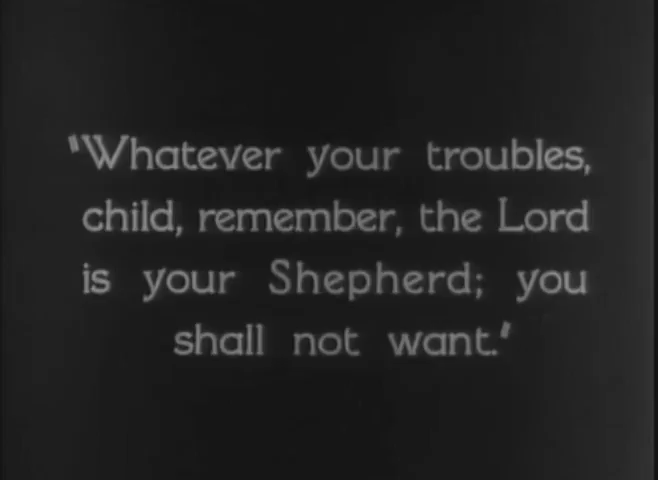 "Whatever your troubles,
child, remember, the Lord
is your Shepherd; you
shall not want."